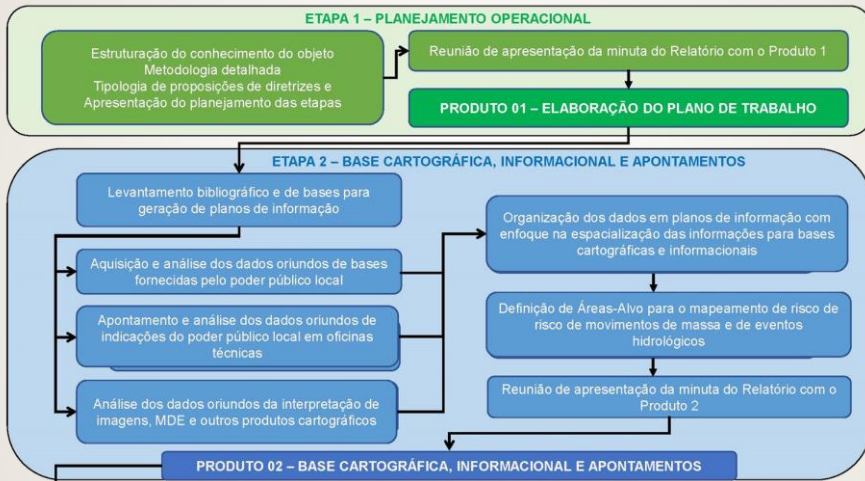 ETAPA 1 – PLANEJAMENTO OPERACIONAL
Estruturação do conhecimento do objeto
Metodologia detalhada
Tipologia de proposições de diretrizes e
Apresentação do planejamento das etapas
Reunião de apresentação da minuta do Relatório com o Produto 1
PRODUTO 01 – ELABORAÇÃO DO PLANO DE TRABALHO
ETAPA 2 – BASE CARTOGRÁFICA, INFORMACIONAL E APONTAMENTOS
Levantamento bibliográfico e de bases para
geração de planos de informação
Aquisição e análise dos dados oriundos de bases
fornecidas pelo poder público local
Apontamento e análise dos dados oriundos de
indicações do poder público local em oficinas
técnicas
Análise dos dados oriundos da interpretação de
imagens, MDE e outros produtos cartográficos
Organização dos dados em planos de informação com
enfoque na espacialização das informações para bases
cartográficas e informacionais
Definição de Áreas-Alvo para o mapeamento de risco de
risco de movimentos de massa e de eventos
hidrológicos
Reunião de apresentação da minuta do Relatório com o
Produto 2
PRODUTO 02 – BASE CARTOGRÁFICA, INFORMACIONAL E APONTAMENTOS